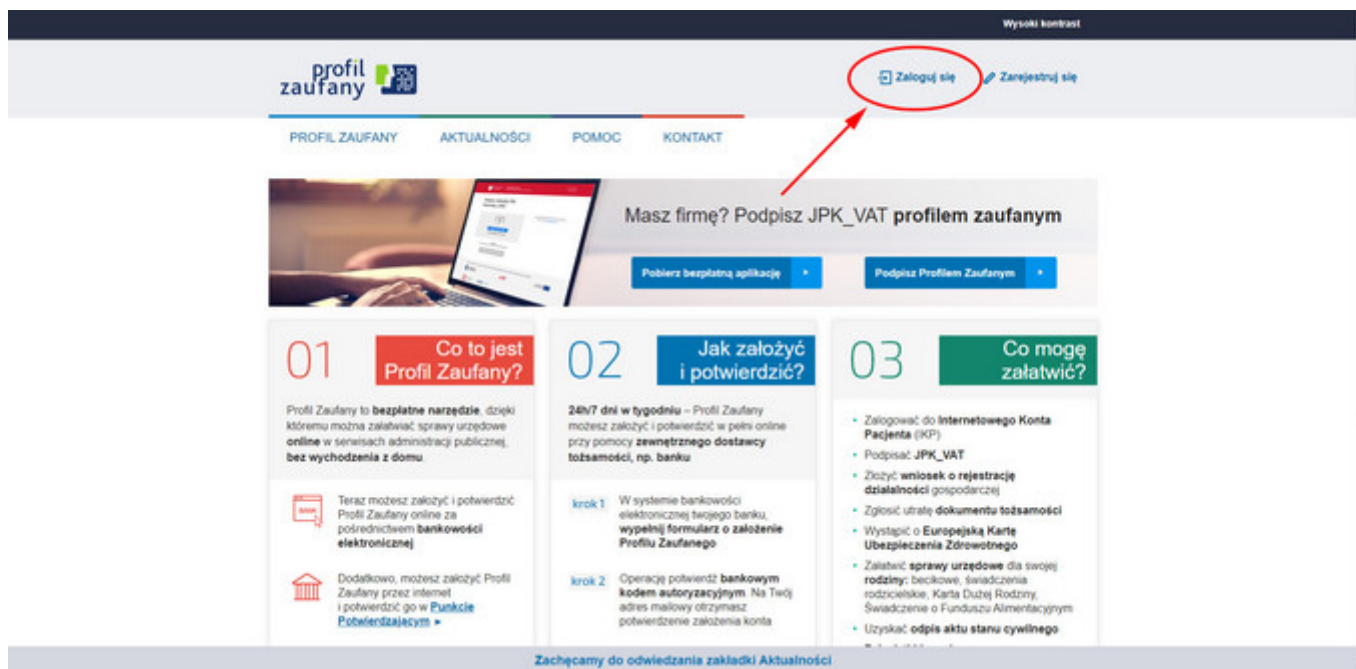 Wysoki kontrast
profil
zaufany
Zaloguj się
Zarejestruj się
PROFIL ZAUFANY
AKTUALNOŚCI
POMOC
KONTAKT
Masz firmę? Podpisz JPK_VAT profilem zaufanym
Pobierz bezpłatną aplikację
Podpisz Profilem Zaufanym
01
Co to jest
Profil Zaufany?
Profil Zaufany to bezpłatne narzędzie, dzięki
któremu można załatwiać sprawy urzędowe
online w serwisach administracji publicznej,
bez wychodzenia z domu.
Teraz możesz założyć i potwierdzić
Profil Zaufany online za
pośrednictwem bankowości
elektronicznej
Dodatkowo, możesz założyć Profil
Zaufany przez internet
i potwierdzić go w Punkcie
Potwierdzającym
02
Jak założyć
i potwierdzić?
24h/7 dni w tygodniu – Profil Zaufany
możesz założyć i potwierdzić w pełni online
przy pomocy zewnętrznego dostawcy
tożsamości, np. banku
krok 1
W systemie bankowości
elektronicznej twojego banku,
wypełnij formularz o założenie
Profilu Zaufanego
krok 2
Operację potwierdź bankowym
kodem autoryzacyjnym. Na Twój
adres mailowy otrzymasz
potwierdzenie założenia konta
03
Co mogę
załatwić?
Zalogować do Internetowego Konta
Pacjenta (IKP)
Podpisać JPK_VAT
Złożyć wniosek o rejestrację
działalności gospodarczej
Zgłosić utratę dokumentu tożsamości
Wystąpić o Europejską Kartę
Ubezpieczenia Zdrowotnego
Załatwić sprawy urzędowe dla swojej
rodziny: becikowe, świadczenia
rodzicielskie, Karta Dużej Rodziny,
Świadczenie o Funduszu Alimentacyjnym
Uzyskać odpis aktu stanu cywilnego
Zachęcamy do odwiedzania zakładki Aktualności